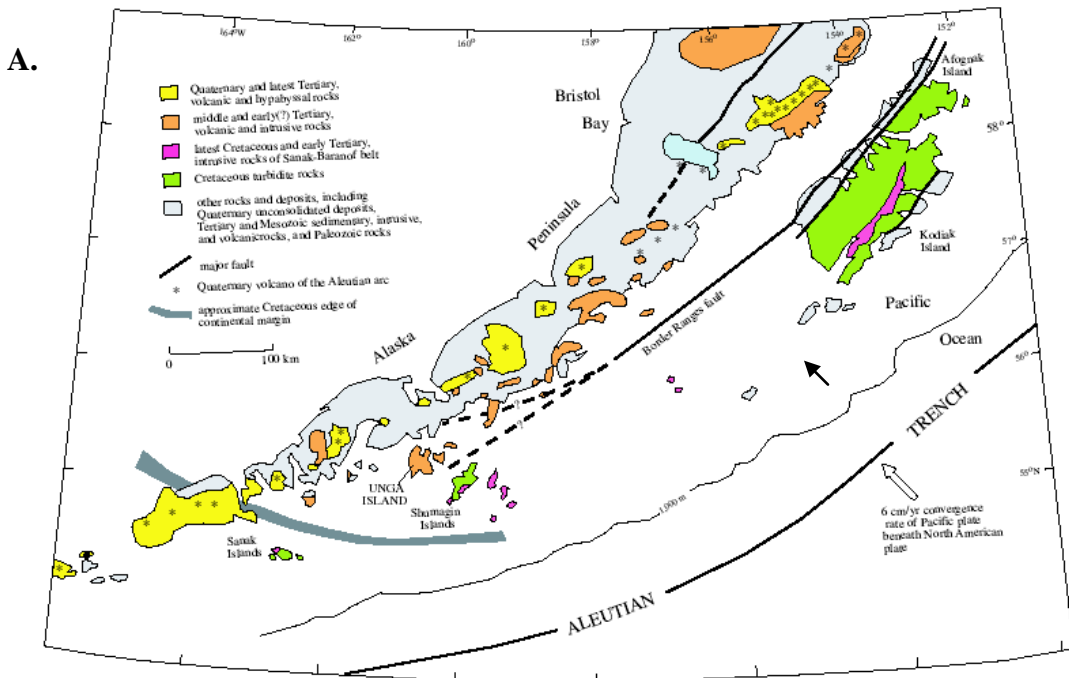 A.
164°W
162°
160°
158°
156°
154°
152°
58°
57°
56°
55°N
Quaternary and latest Tertiary,
volcanic and hypabyssal rocks
middle and early(?) Tertiary,
volcanic and intrusive rocks
latest Cretaceous and early Tertiary,
intrusive rocks of Sanak-Baranof belt
Cretaceous turbidite rocks
other rocks and deposits, including
Quaternary unconsolidated deposits,
Tertiary and Mesozoic sedimentary, intrusive,
and volcanicrocks, and Paleozoic rocks
major fault
* Quaternary volcano of the Aleutian arc
approximate Cretaceous edge of
continental margin
0 100 km
Bristol
Bay
Afognak
Island
Kodiak
Island
Peninsula
Alaska
Border Ranges fault
Pacific
Ocean
?
?
UNGA
ISLAND
Shumagin
Islands
Sanak
Islands
1,000 m
TRENCH
ALEUTIAN
6 cm/yr convergence
rate of Pacific plate
beneath North American
plate